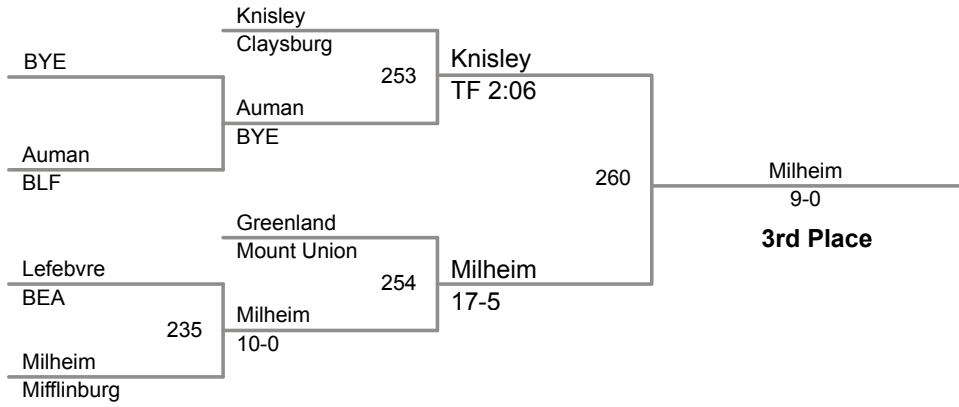 Knisley
Claysburg
BYE
253
Knisley
TF 2:06
Auman
BYE
Auman
BLF
260
Milheim
9-0
3rd Place
Greenland
Mount Union
Lefebvre
BEA
254
Milheim
17-5
235
Milheim
10-0
Milheim
Mifflinburg